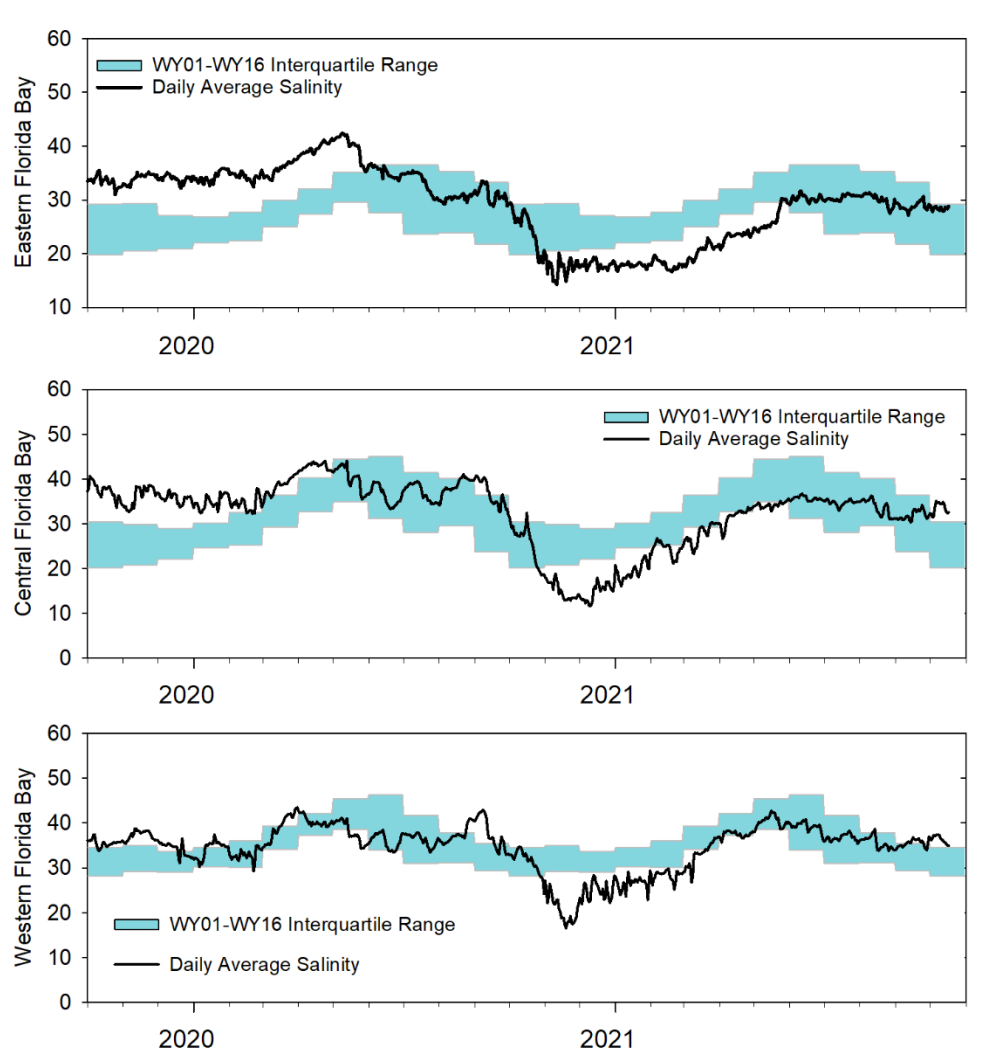 60
WY01-WY16 Interquartile Range
50
Daily Average Salinity
40
30
20
10
Eastern Florida Bay
2020
2021
60
50
WY01-WY16 Interquartile Range
Daily Average Salinity
40
30
20
10
0
Central Florida Bay
2020
2021
60
50
40
30
20
WY01-WY16 Interquartile Range
10
Daily Average Salinity
0
Western Florida Bay
2020
2021